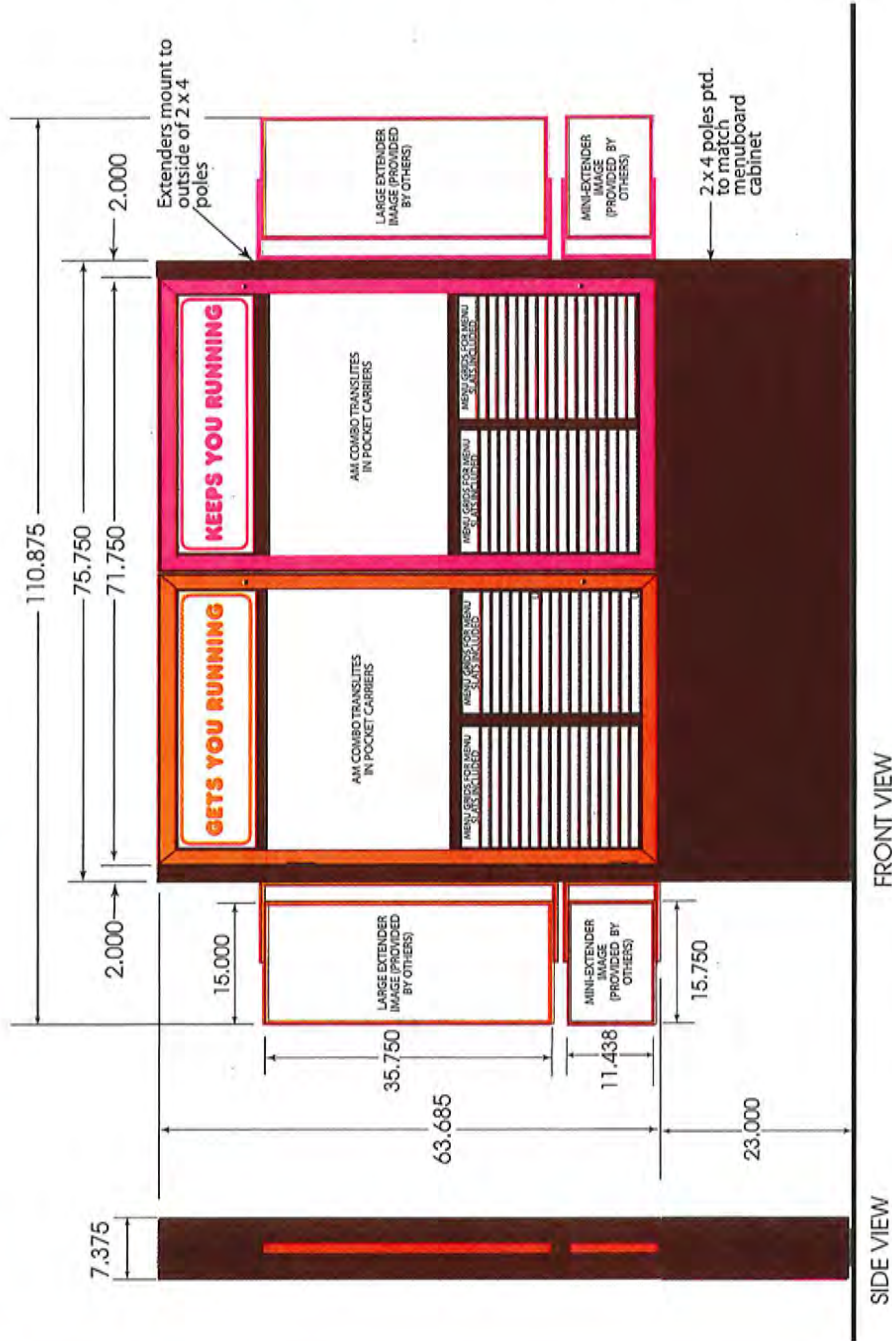 110.875
75.750
71.750
2.000
2.000
Extenders mount to
outside of 2 x 4
poles
GETS YOU RUNNING
KEEPS YOU RUNNING
15.000
LARGE EXTENDER
IMAGE (PROVIDED
BY OTHERS)
AM COMBO TRANSLITES
IN POCKET CARRIERS
AM COMBO TRANSLITES
IN POCKET CARRIERS
LARGE EXTENDER
IMAGE (PROVIDED
BY OTHERS)
7.375
63.685
35.750
11.438
MENU GRIDS FOR MENU
SLATS INCLUDED
MENU GRIDS FOR MENU
SLATS INCLUDED
MENU GRIDS FOR MENU
SLATS INCLUDED
MENU GRIDS FOR MENU
SLATS INCLUDED
MINI-EXTENDER
IMAGE
(PROVIDED BY
OTHERS)
MINI-EXTENDER
IMAGE
(PROVIDED BY
OTHERS)
15.750
23.000
2 x 4 poles ptd.
to match
menuboard
cabinet
SIDE VIEW
FRONT VIEW